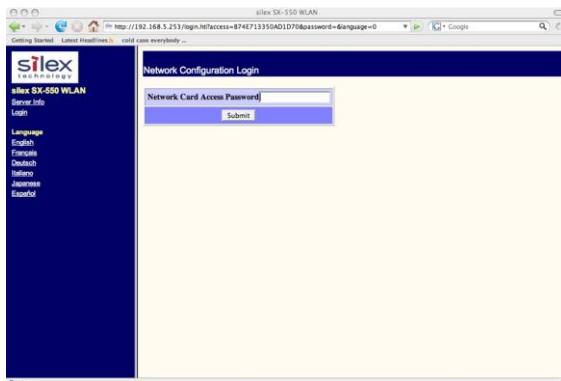 silex SX-550 WLAN
http://192.168.5.253/login.htl?access=874E713350AD1D70&password=&language=0
Google
Getting Started Latest Headlines cold case everybody ...
silex
technology
silex SX-550 WLAN
Server Info
Login
Language
English
Français
Deutsch
Italiano
Japanese
Español
Network Configuration Login
Network Card Access Password
Submit